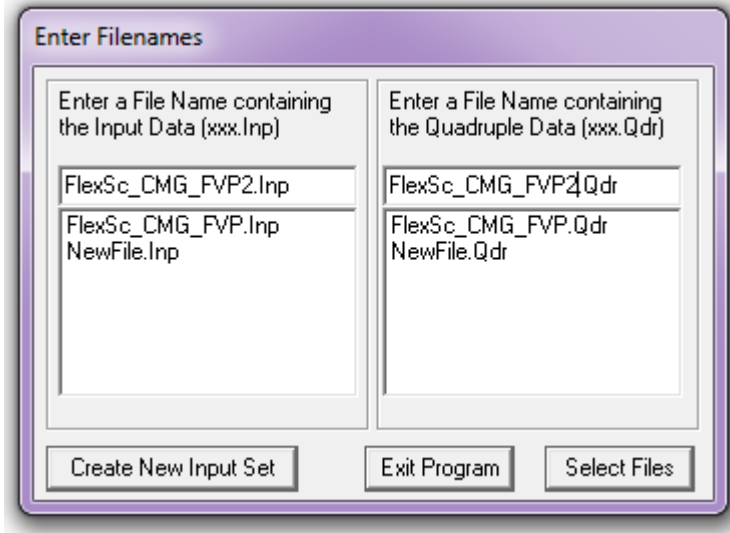 Enter Filenames
Enter a File Name containing
the Input Data (xxx.Inp)
FlexSc_CMG_FVP2.Inp
FlexSc_CMG_FVP.Inp
NewFile.Inp
Enter a File Name containing
the Quadruple Data (xxx.Qdr)
FlexSc_CMG_FVP2.Qdr
FlexSc_CMG_FVP.Qdr
NewFile.Qdr
Create New Input Set
Exit Program
Select Files